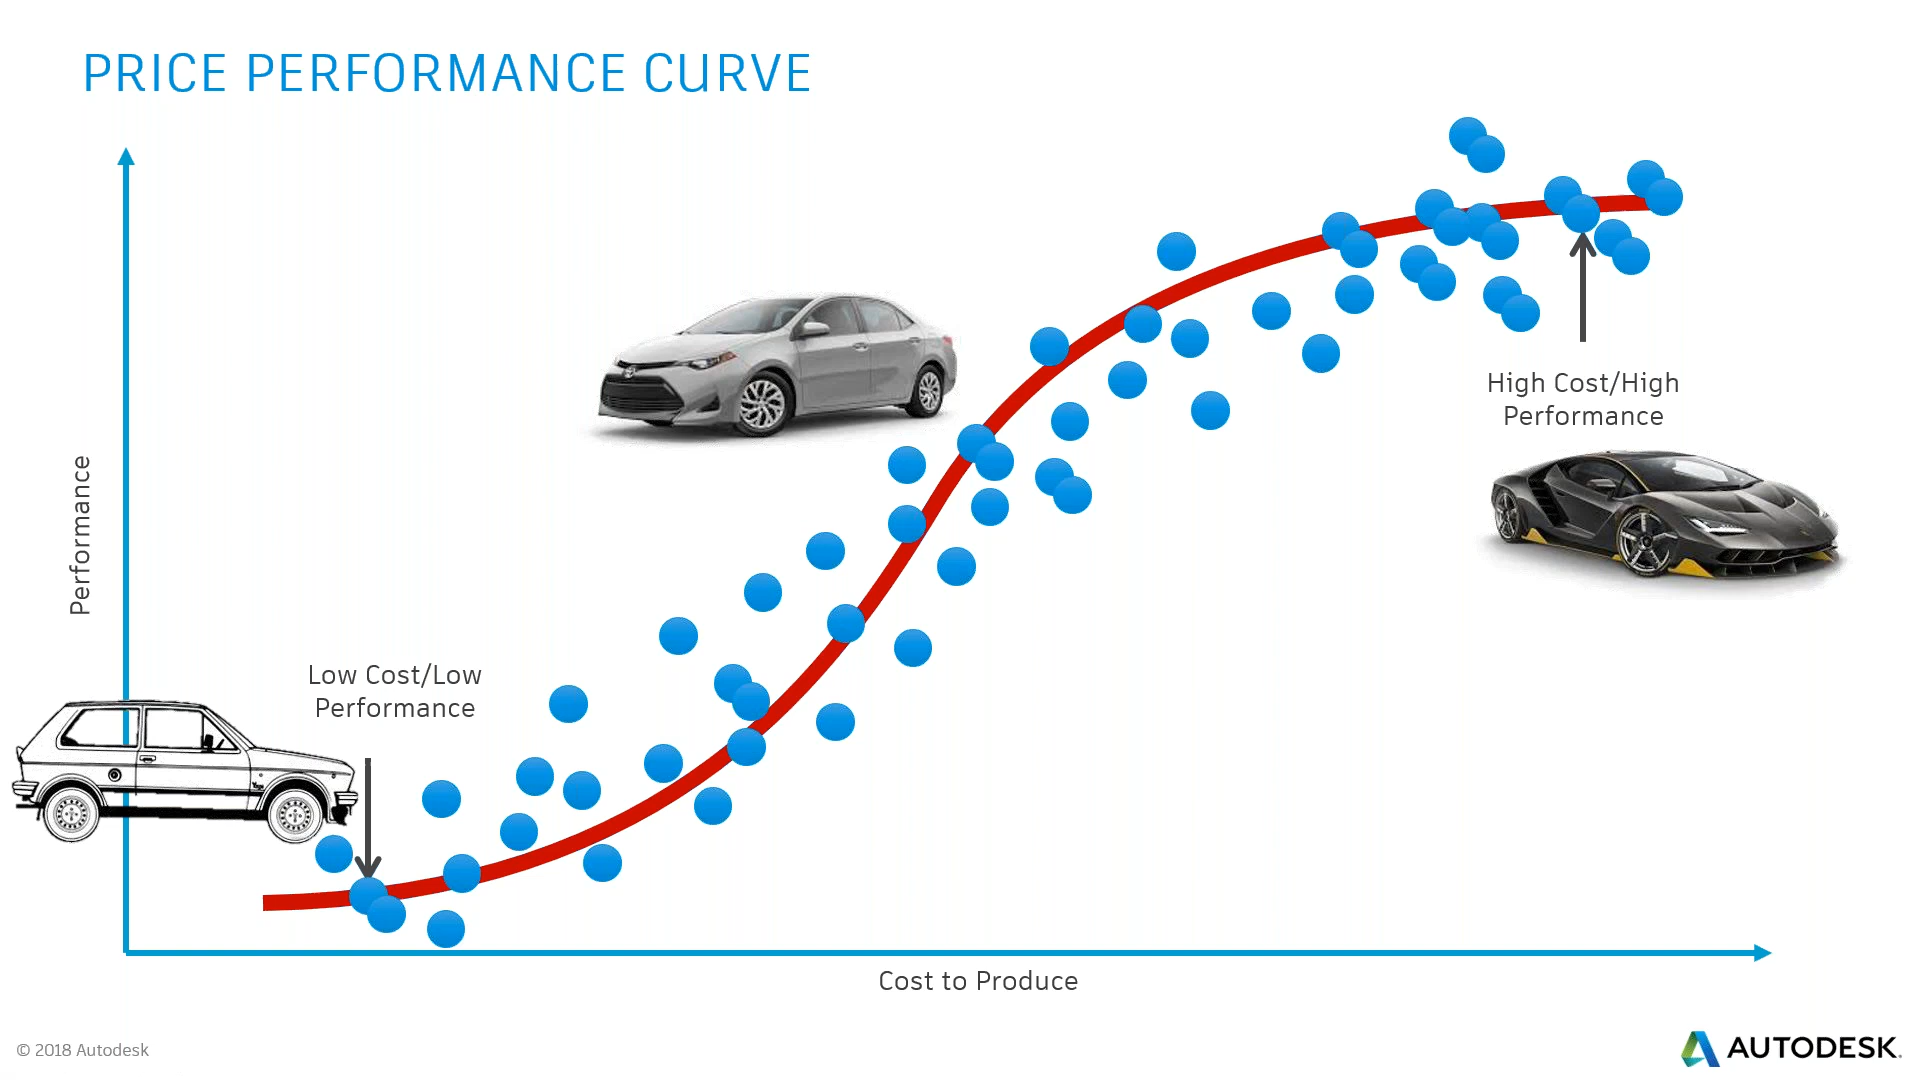 PRICE PERFORMANCE CURVE
High Cost/High
Performance
Performance
Low Cost/Low
Performance
Cost to Produce
© 2018 Autodesk
AUTODESK.